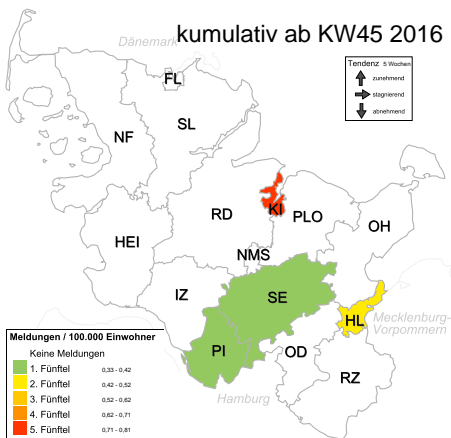 kumulativ ab KW45 2016
Dänemark
Tendenz 5 Wochen
zunehmend
stagnierend
abnehmend
FL
SL
NF
KI
RD
PLO
OH
HEI
NMS
IZ
SE
HL
Mecklenburg-
Vorpommern
PI
OD
RZ
Hamburg
Meldungen / 100.000 Einwohner
Keine Meldungen
1. Fünftel 0,33 - 0,42
2. Fünftel 0,42 - 0,52
3. Fünftel 0,52 - 0,62
4. Fünftel 0,62 - 0,71
5. Fünftel 0,71 - 0,81